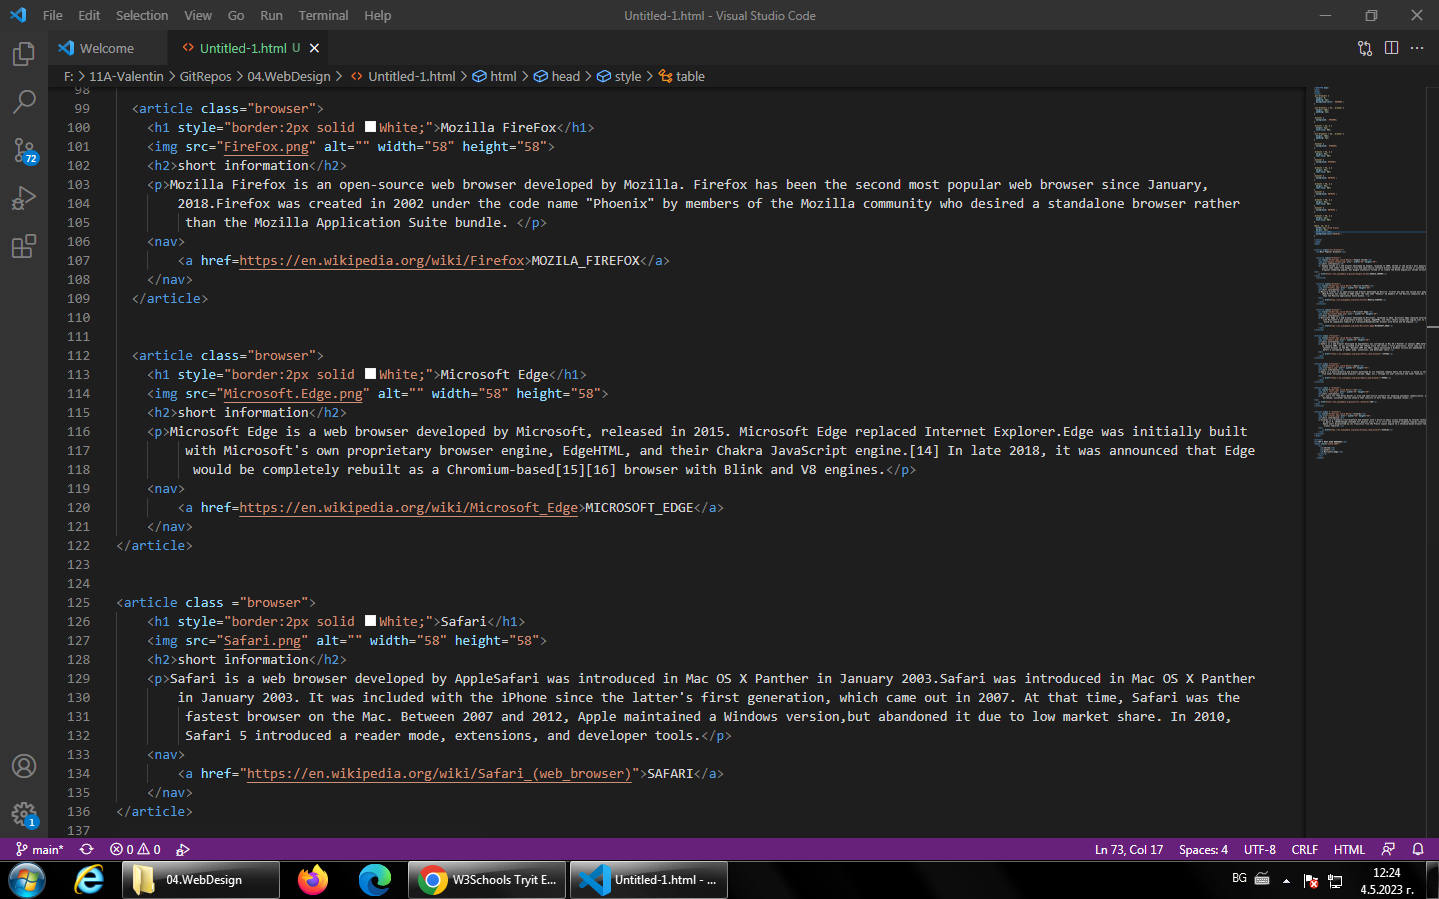 File Edit Selection View Go Run Terminal Help Untitled-1.html - Visual Studio Code
Welcome Untitled-1.html U
F: > 11A-Valentin > GitRepos > 04.WebDesign > Untitled-1.html > html > head > style > table
98
99 <article class="browser">
100 <h1 style="border:2px solid White;">Mozilla FireFox</h1>
101 <img src="FireFox.png" alt="" width="58" height="58">
102 <h2>short information</h2>
103 <p>Mozilla Firefox is an open-source web browser developed by Mozilla. Firefox has been the second most popular web browser since January,
104 2018.Firefox was created in 2002 under the code name "Phoenix" by members of the Mozilla community who desired a standalone browser rather
105 than the Mozilla Application Suite bundle. </p>
106 <nav>
107 <a href=https://en.wikipedia.org/wiki/Firefox>MOZILA_FIREFOX</a>
108 </nav>
109 </article>
110
111
112 <article class="browser">
113 <h1 style="border:2px solid White;">Microsoft Edge</h1>
114 <img src="Microsoft.Edge.png" alt="" width="58" height="58">
115 <h2>short information</h2>
116 <p>Microsoft Edge is a web browser developed by Microsoft, released in 2015. Microsoft Edge replaced Internet Explorer.Edge was initially built
117 with Microsoft's own proprietary browser engine, EdgeHTML, and their Chakra JavaScript engine.[14] In late 2018, it was announced that Edge
118 would be completely rebuilt as a Chromium-based[15][16] browser with Blink and V8 engines.</p>
119 <nav>
120 <a href=https://en.wikipedia.org/wiki/Microsoft_Edge>MICROSOFT_EDGE</a>
121 </nav>
122 </article>
123
124
125 <article class ="browser">
126 <h1 style="border:2px solid White;">Safari</h1>
127 <img src="Safari.png" alt="" width="58" height="58">
128 <h2>short information</h2>
129 <p>Safari is a web browser developed by AppleSafari was introduced in Mac OS X Panther in January 2003.Safari was introduced in Mac OS X Panther
130 in January 2003. It was included with the iPhone since the latter's first generation, which came out in 2007. At that time, Safari was the
131 fastest browser on the Mac. Between 2007 and 2012, Apple maintained a Windows version,but abandoned it due to low market share. In 2010,
132 Safari 5 introduced a reader mode, extensions, and developer tools.</p>
133 <nav>
134 <a href="https://en.wikipedia.org/wiki/Safari_(web_browser)">SAFARI</a>
135 </nav>
136 </article>
137
72
1
main* 0 0 Ln 73, Col 17 Spaces: 4 UTF-8 CRLF HTML
04.WebDesign W3Schools Tryit E... Untitled-1.html - ... BG 12:24
4.5.2023 г.